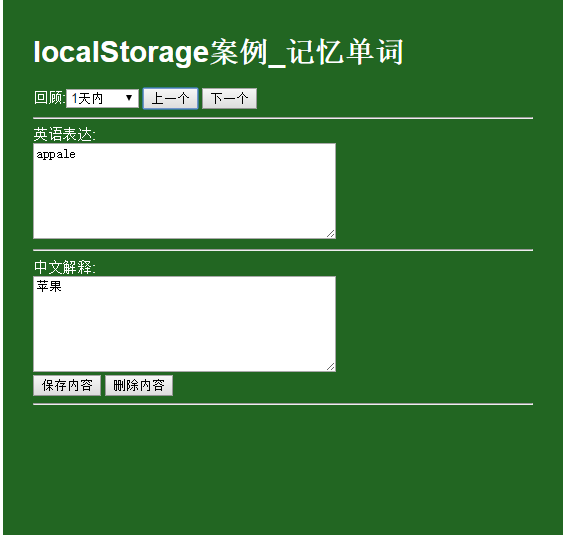 localStorage案例_记忆单词
回顾:1天内 上一个 下一个
英语表达:
appale
中文解释:
苹果
保存内容 删除内容